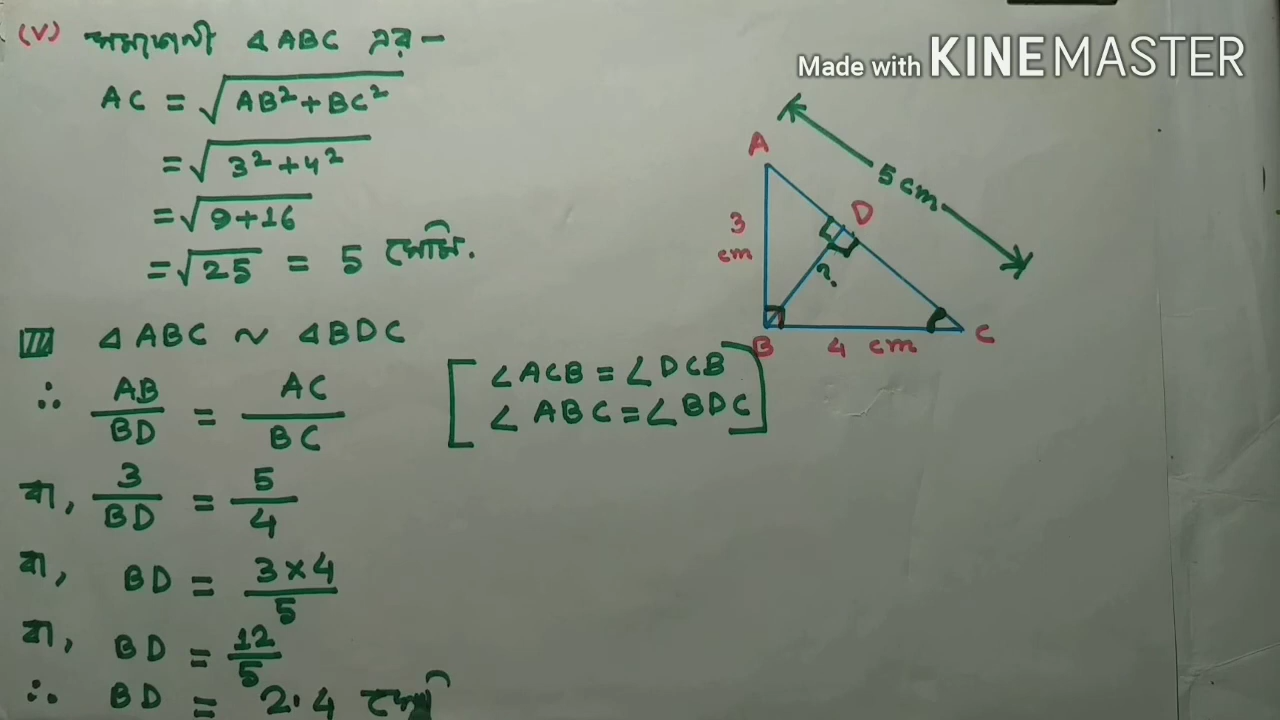 (v) সমকোণী △ABC এর -
AC = √AB²+BC²
= √3²+4²
= √9+16
= √25 = 5 সেমি.
III △ABC ~ △BDC
∴ AB/BD = AC/BC
[∠ACB = ∠DCB
∠ABC = ∠BDC]
বা, 3/BD = 5/4
বা, BD = 3×4/5
বা, BD = 12/5
∴ BD = 2.4 সেমি
Made with KINEMASTER
5 cm
A
D
3 cm
?
B
4 cm
C